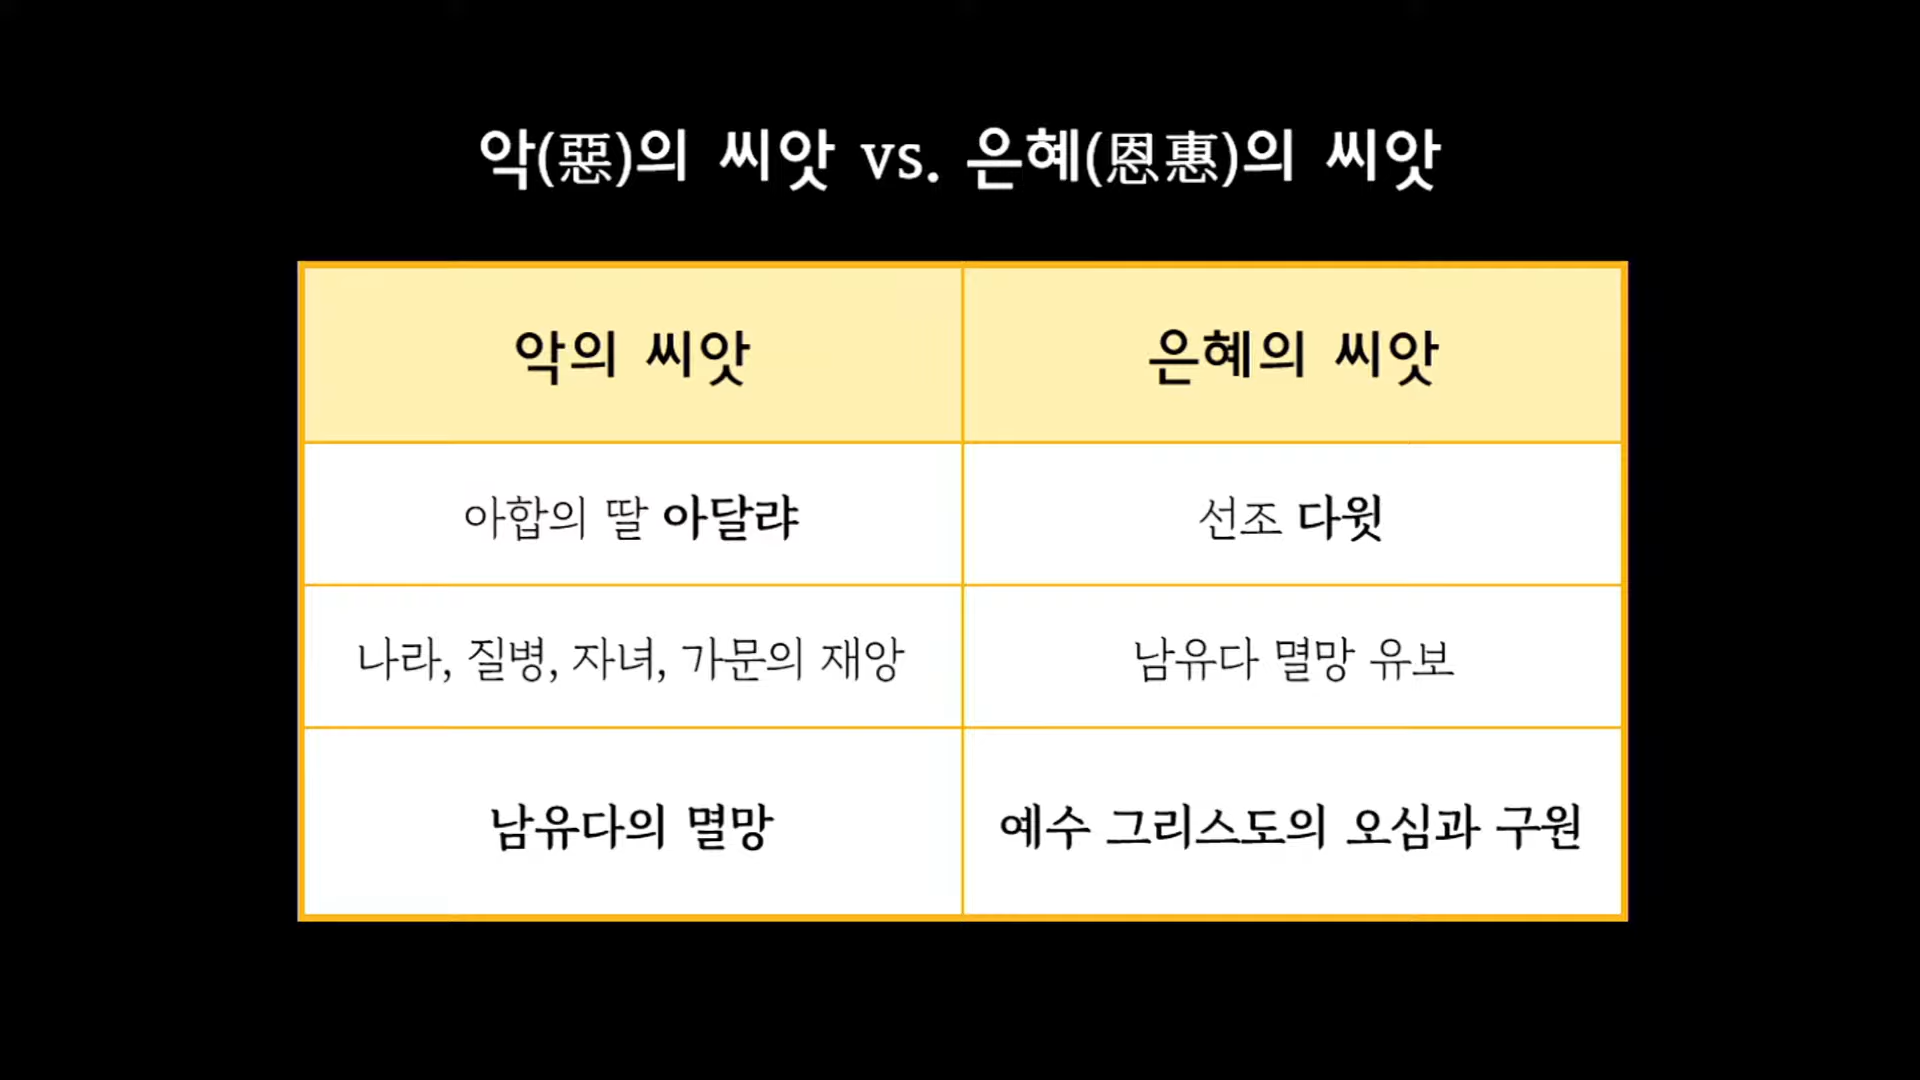 악(惡)의 씨앗 vs. 은혜(恩惠)의 씨앗
악의 씨앗
은혜의 씨앗
아합의 딸 아달랴
선조 다윗
나라, 질병, 자녀, 가문의 재앙
남유다 멸망 유보
남유다의 멸망
예수 그리스도의 오심과 구원